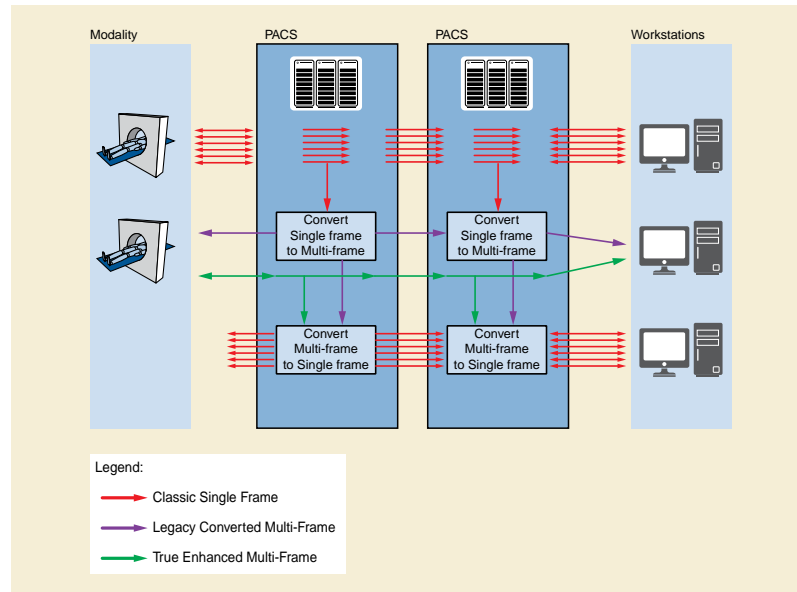 Modality
PACS
PACS
Workstations
Convert
Single frame
to Multi-frame
Convert
Single frame
to Multi-frame
Convert
Multi-frame
to Single frame
Convert
Multi-frame
to Single frame
Legend:
Classic Single Frame
Legacy Converted Multi-Frame
True Enhanced Multi-Frame